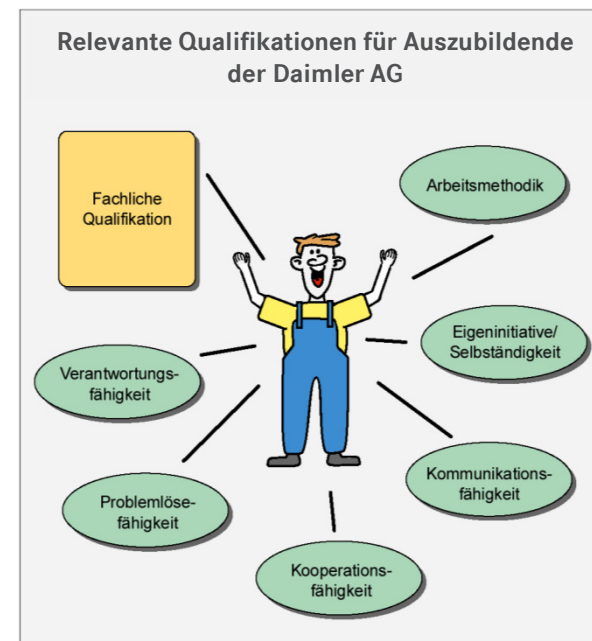 Relevante Qualifikationen für Auszubildende
der Daimler AG
Fachliche
Qualifikation
Arbeitsmethodik
Eigeninitiative/
Selbständigkeit
Verantwortungs-
fähigkeit
Kommunikations-
fähigkeit
Problemlöse-
fähigkeit
Kooperations-
fähigkeit